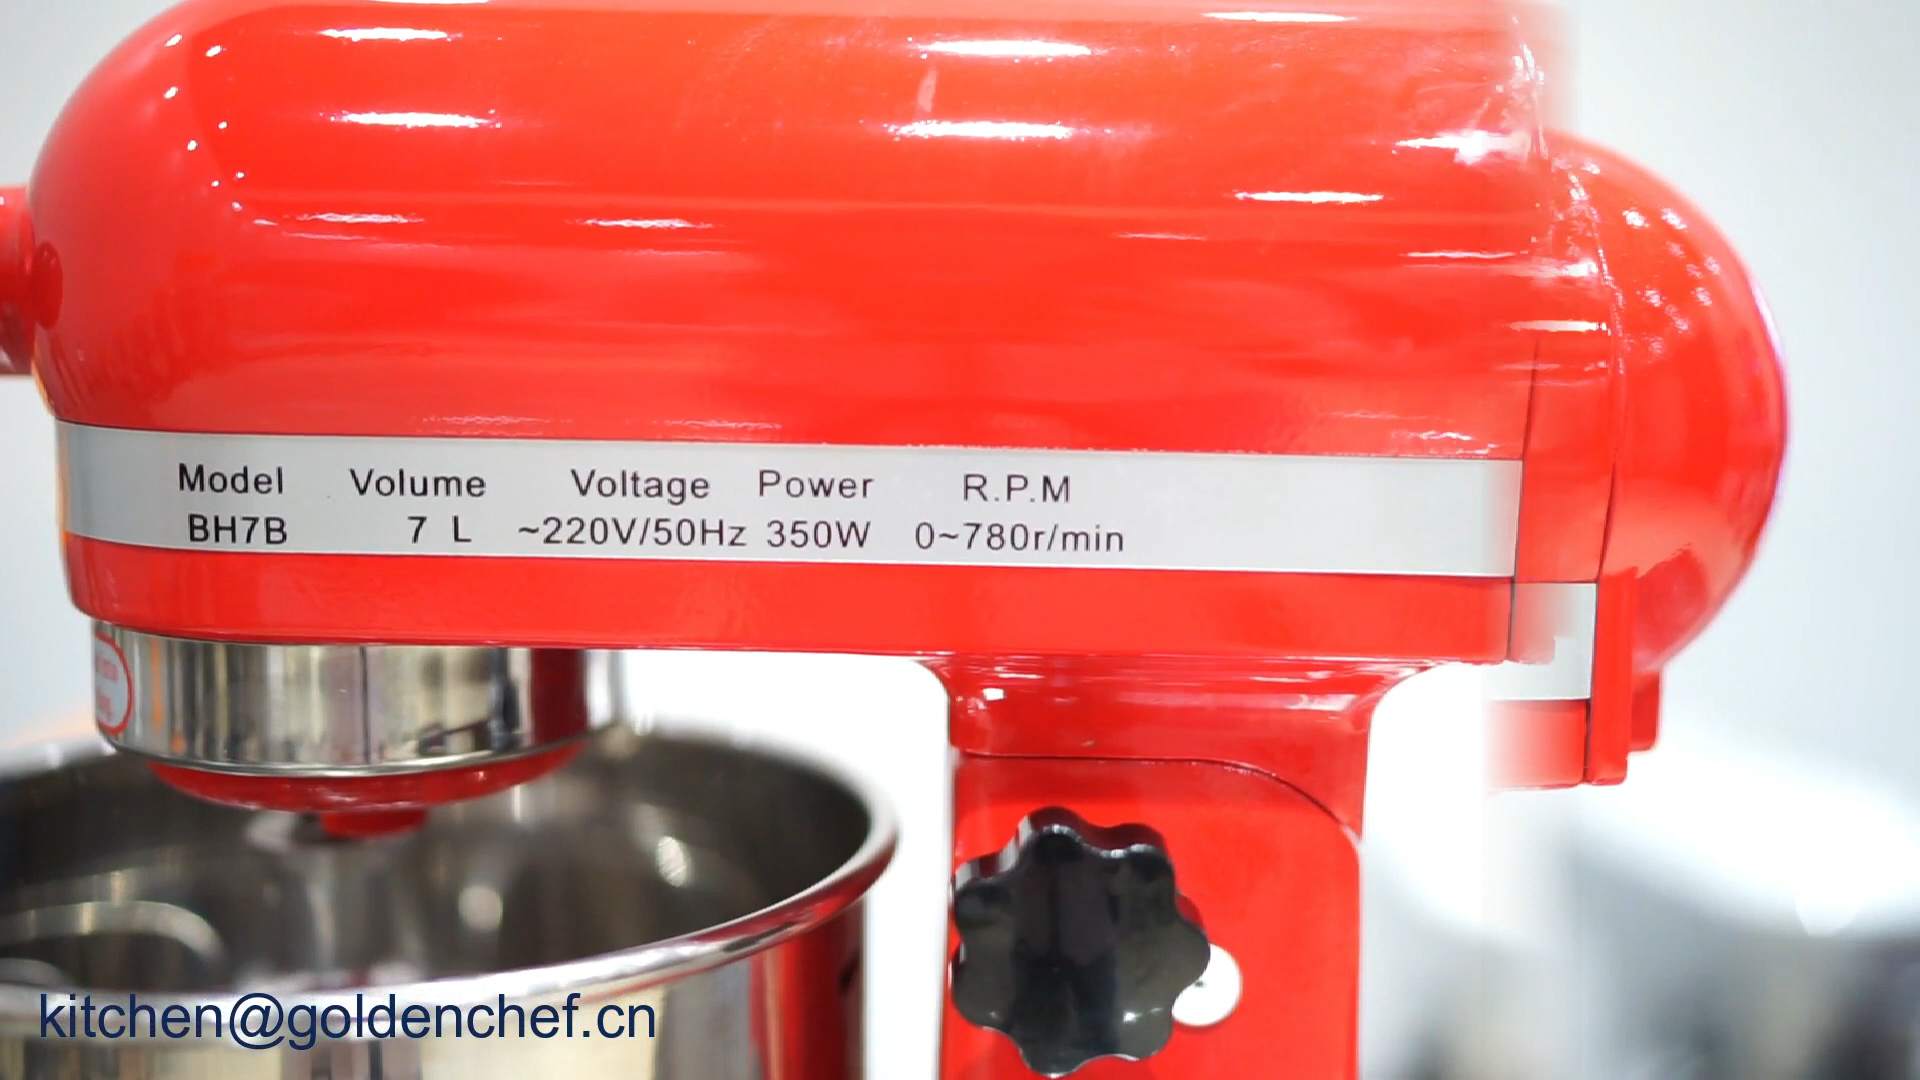 Model Volume Voltage Power R.P.M
BH7B 7 L ~220V/50Hz 350W 0~780r/min
kitchen@goldenchef.cn